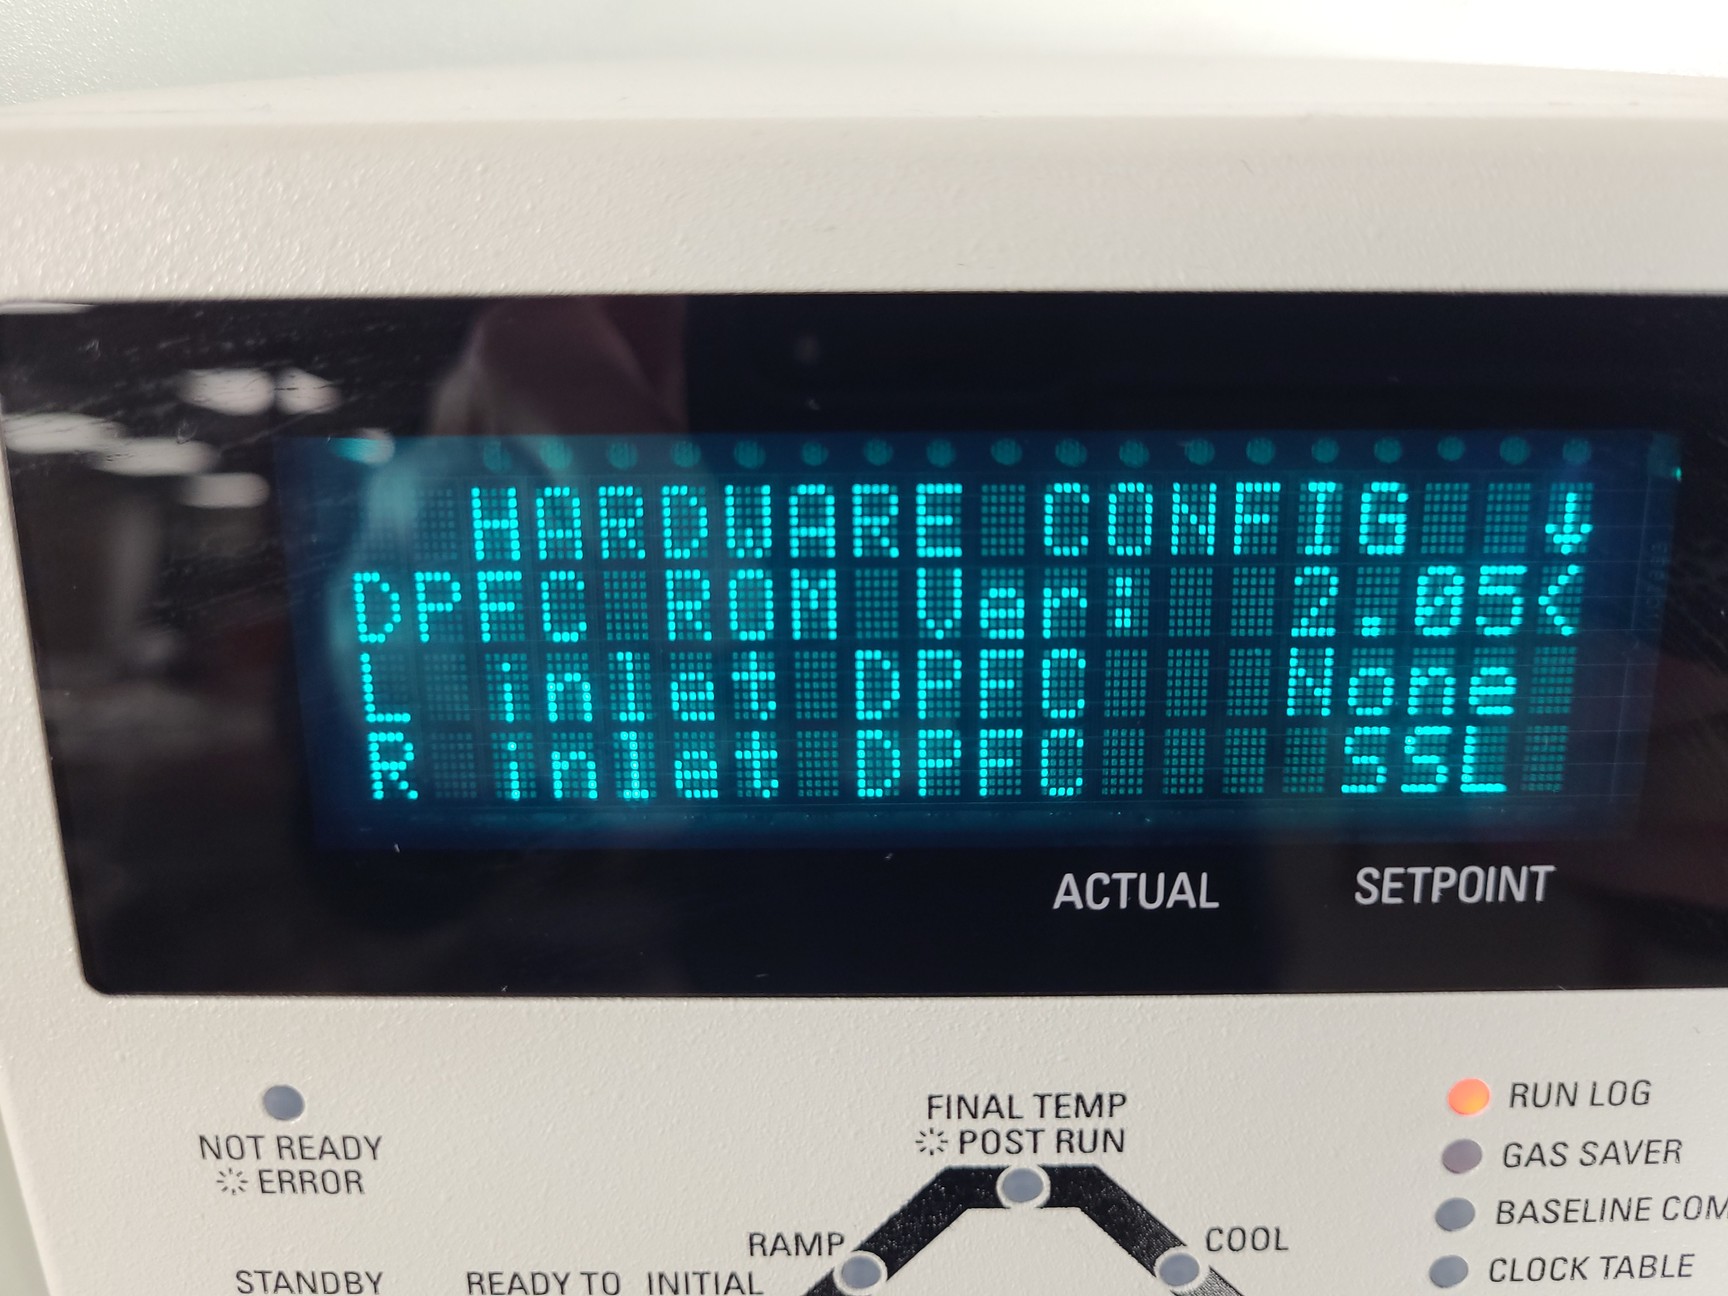 HARDWARE CONFIG ↓
DPFC ROM Ver: 2.05<
L inlet DPFC None
R inlet DPFC SSL
ACTUAL SETPOINT
NOT READY
ERROR
FINAL TEMP
POST RUN
RUN LOG
GAS SAVER
BASELINE COM
CLOCK TABLE
RAMP
COOL
STANDBY
READY TO
INITIAL